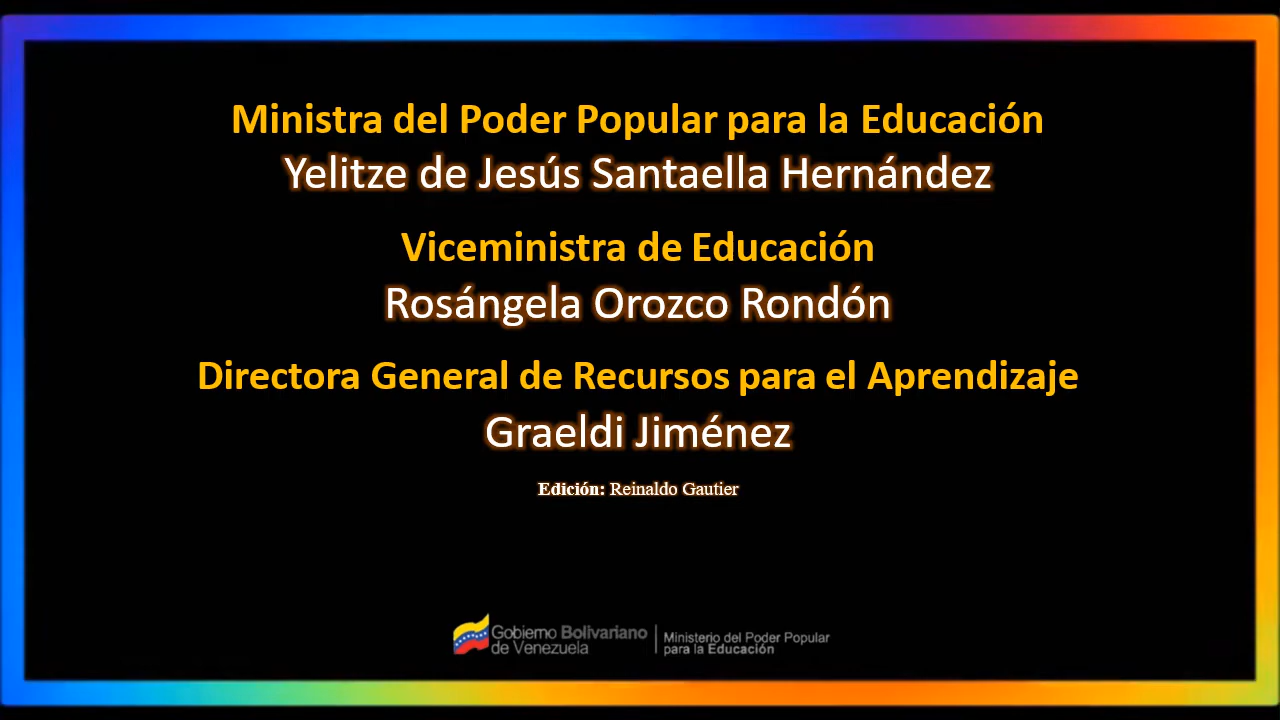 Ministra del Poder Popular para la Educación
Yelitze de Jesús Santaella Hernández
Viceministra de Educación
Rosángela Orozco Rondón
Directora General de Recursos para el Aprendizaje
Graeldi Jiménez
Edición: Reinaldo Gautier
Gobierno Bolivariano
de Venezuela
Ministerio del Poder Popular
para la Educación